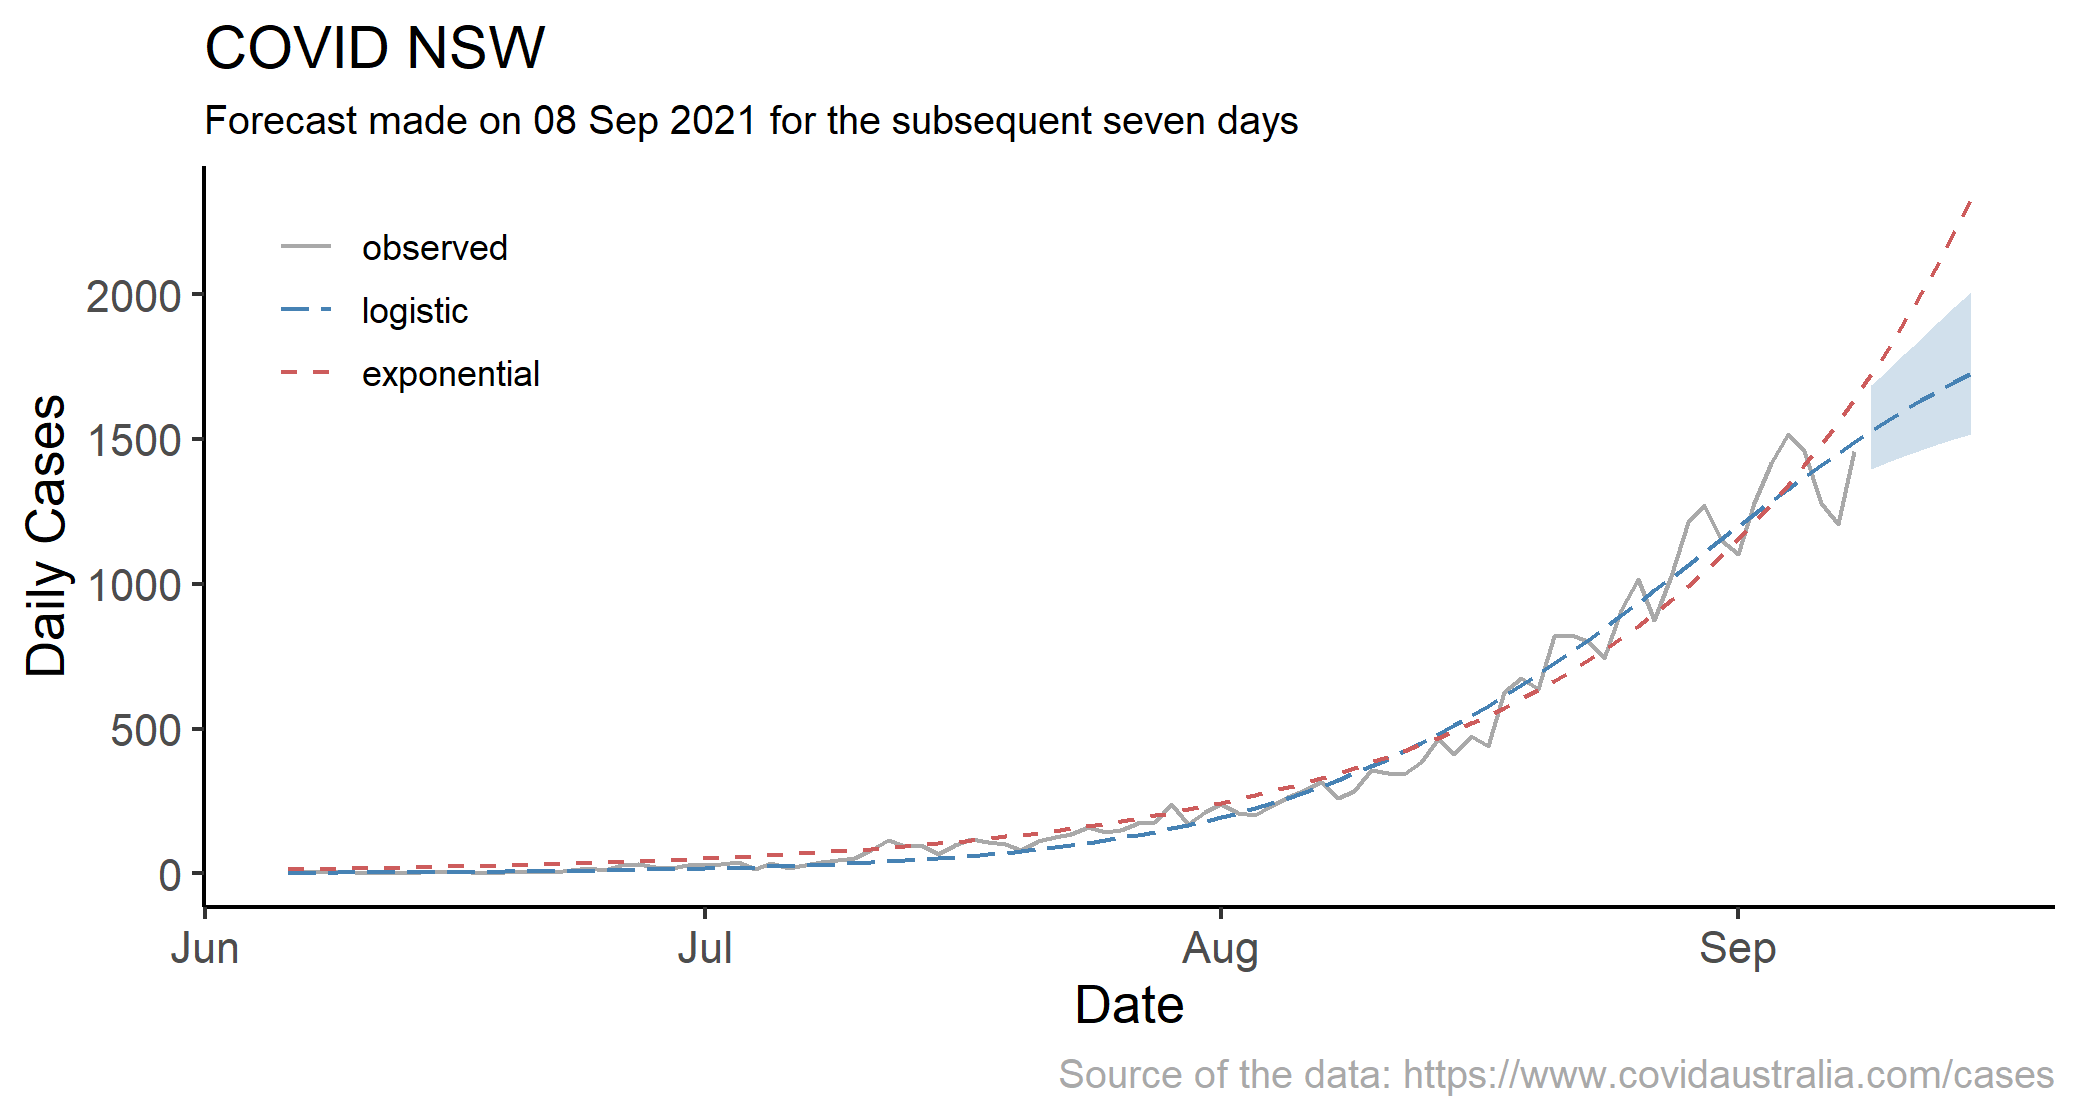 COVID NSW
Forecast made on 08 Sep 2021 for the subsequent seven days
observed
logistic
exponential
Daily Cases
2000
1500
1000
500
0
Jun Jul Aug Sep
Date
Source of the data: https://www.covidaustralia.com/cases